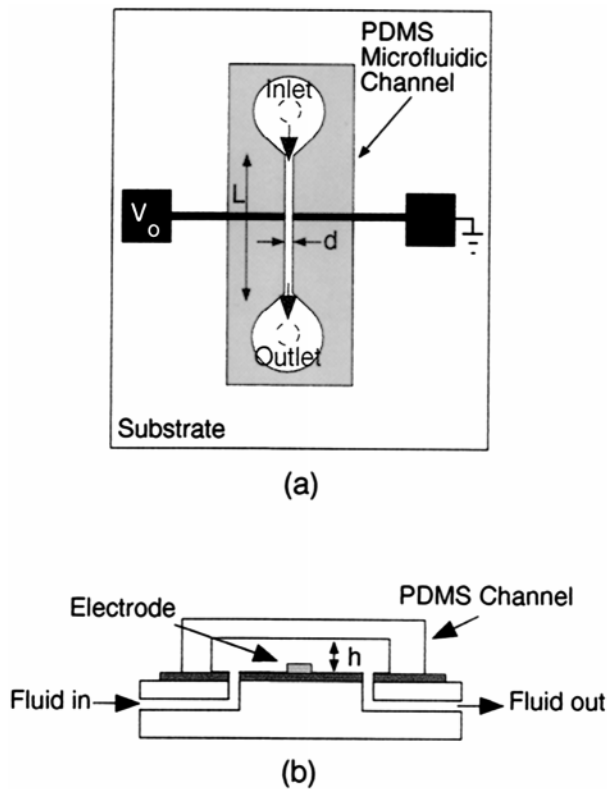 PDMS
Microfluidic
Channel
Inlet
L
V
o
d
Outlet
Substrate
(a)
Electrode
PDMS Channel
h
Fluid in
Fluid out
(b)